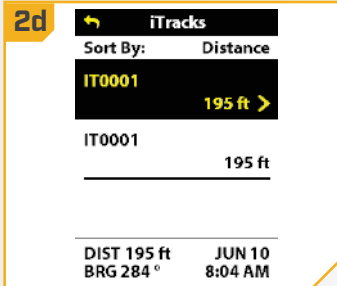 2d
iTracks
Sort By: Distance
IT0001
195 ft
IT0001
195 ft
DIST 195 ft JUN 10
BRG 284 ° 8:04 AM